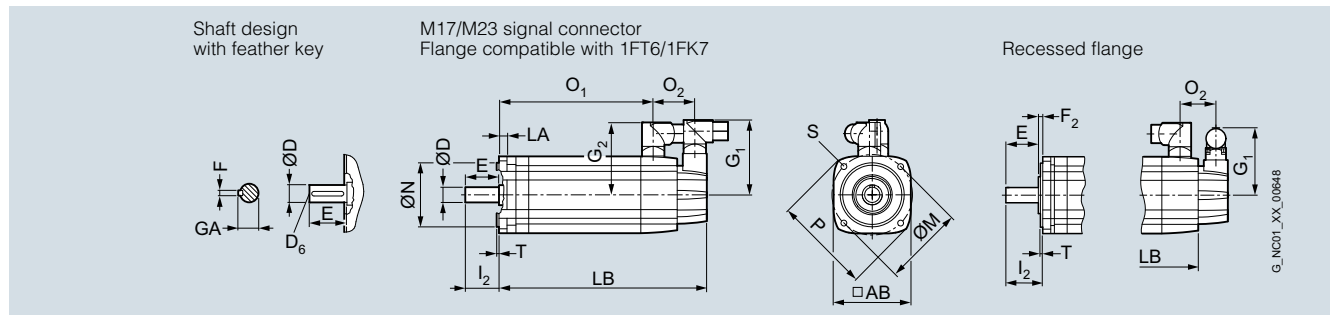 Shaft design
with feather key
M17/M23 signal connector
Flange compatible with 1FT6/1FK7
Recessed flange
F
ØD
GA
E
D6
O1
O2
LA
ØD
E
ØN
G2
G1
T
I2
LB
S
P
ØM
□AB
E
F2
I2
T
O2
G1
LB
G_NC01_XX_00648